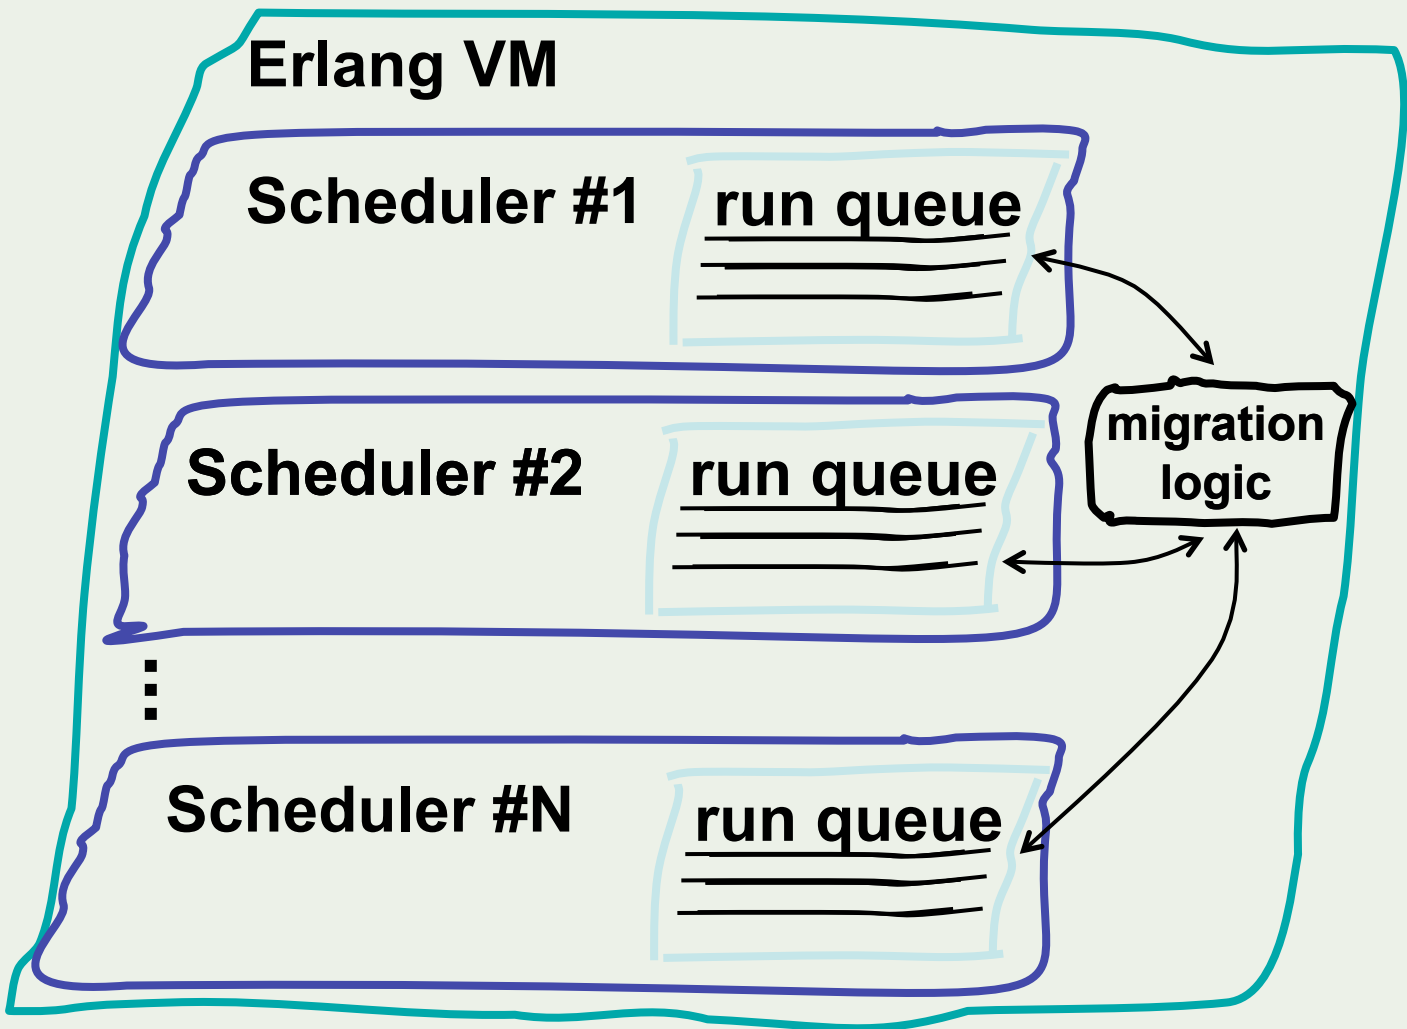 Erlang VM
Scheduler #1
run queue
migration
logic
Scheduler #2
run queue
⋮
Scheduler #N
run queue